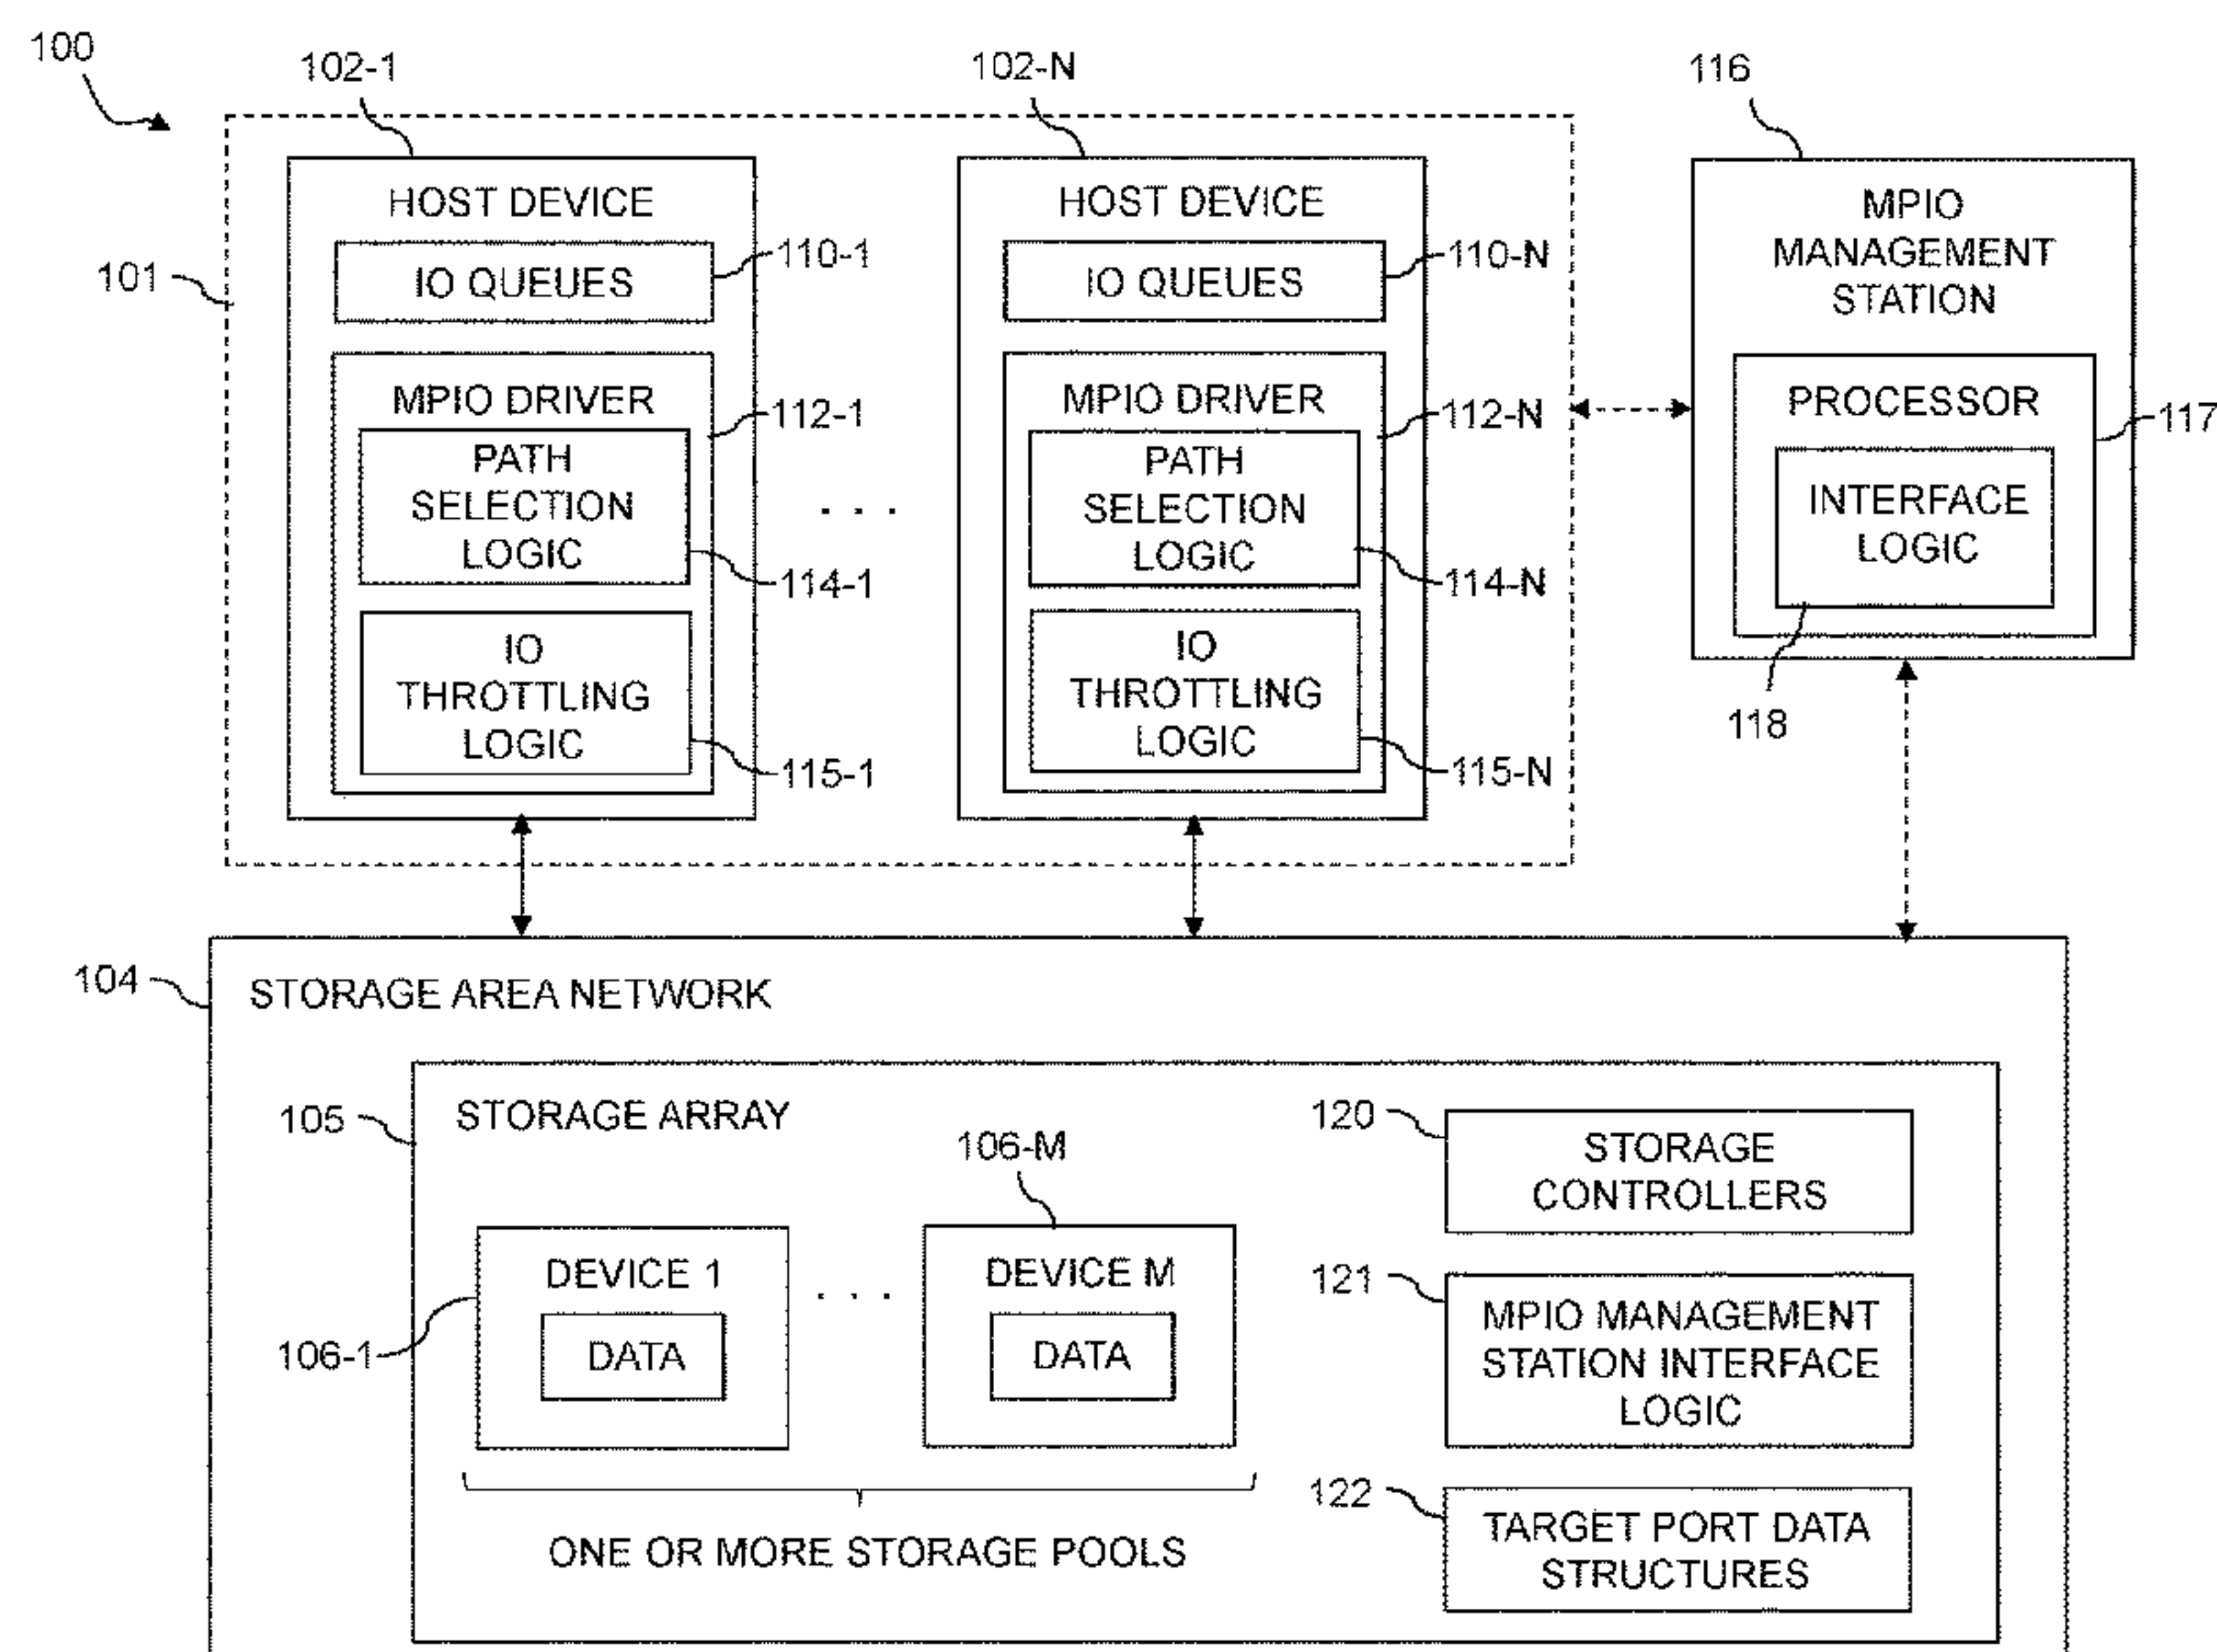 100
102-1
102-N
116
101
HOST DEVICE
IO QUEUES
110-1
MPIO DRIVER
112-1
PATH
SELECTION
LOGIC
114-1
IO
THROTTLING
LOGIC
115-1
. . .
HOST DEVICE
IO QUEUES
110-N
MPIO DRIVER
112-N
PATH
SELECTION
LOGIC
114-N
IO
THROTTLING
LOGIC
115-N
MPIO
MANAGEMENT
STATION
PROCESSOR
117
INTERFACE
LOGIC
118
104
STORAGE AREA NETWORK
105
STORAGE ARRAY
106-M
DEVICE 1
DATA
106-1
. . .
DEVICE M
DATA
ONE OR MORE STORAGE POOLS
120
STORAGE
CONTROLLERS
121
MPIO MANAGEMENT
STATION INTERFACE
LOGIC
122
TARGET PORT DATA
STRUCTURES